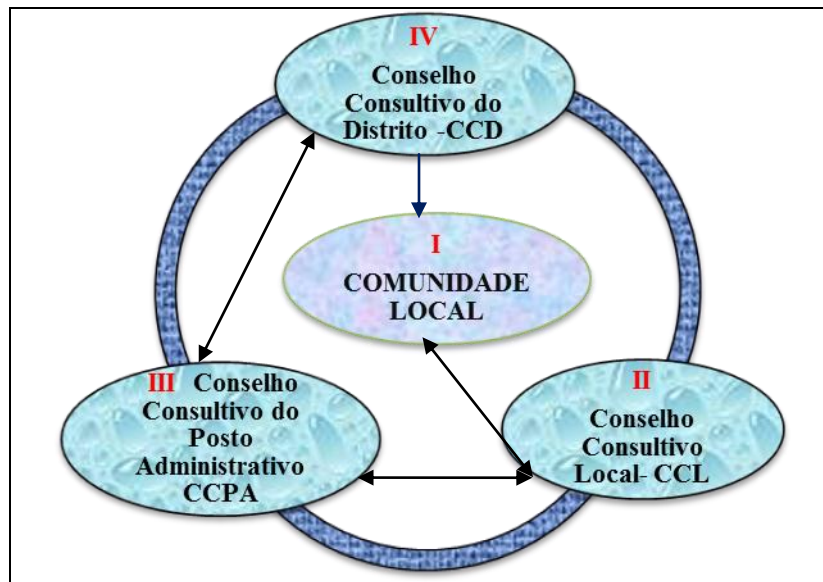 IV
Conselho
Consultivo do
Distrito -CCD
I
COMUNIDADE
LOCAL
III Conselho
Consultivo do
Posto
Administrativo
CCPA
II
Conselho
Consultivo
Local- CCL